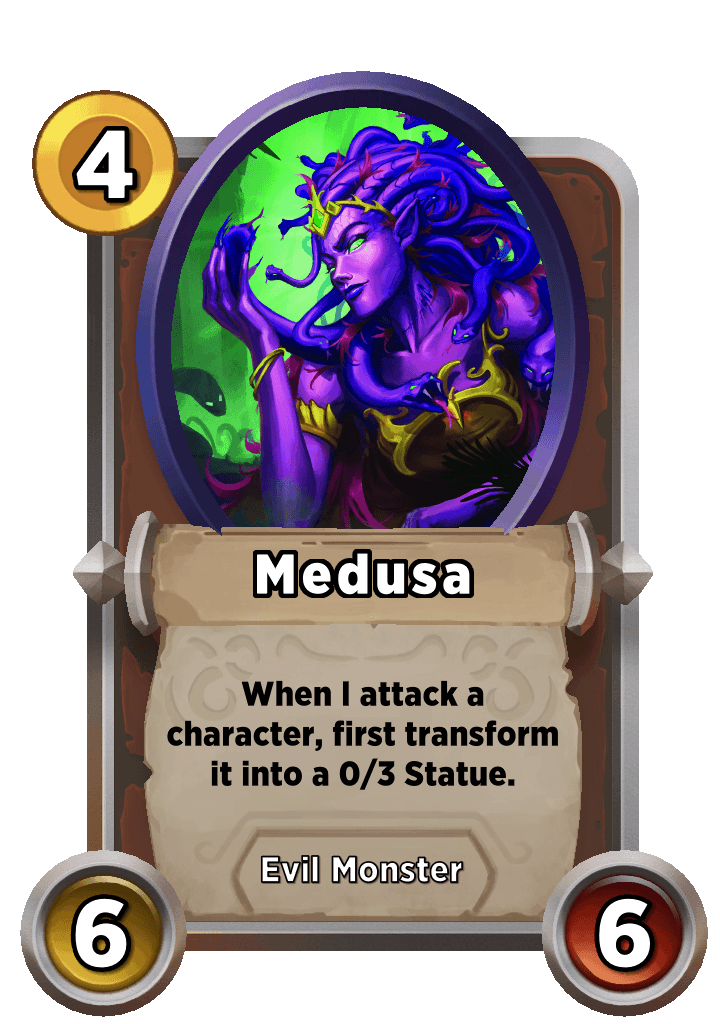 4
Medusa
When I attack a
character, first transform
it into a 0/3 Statue.
Evil Monster
6
6